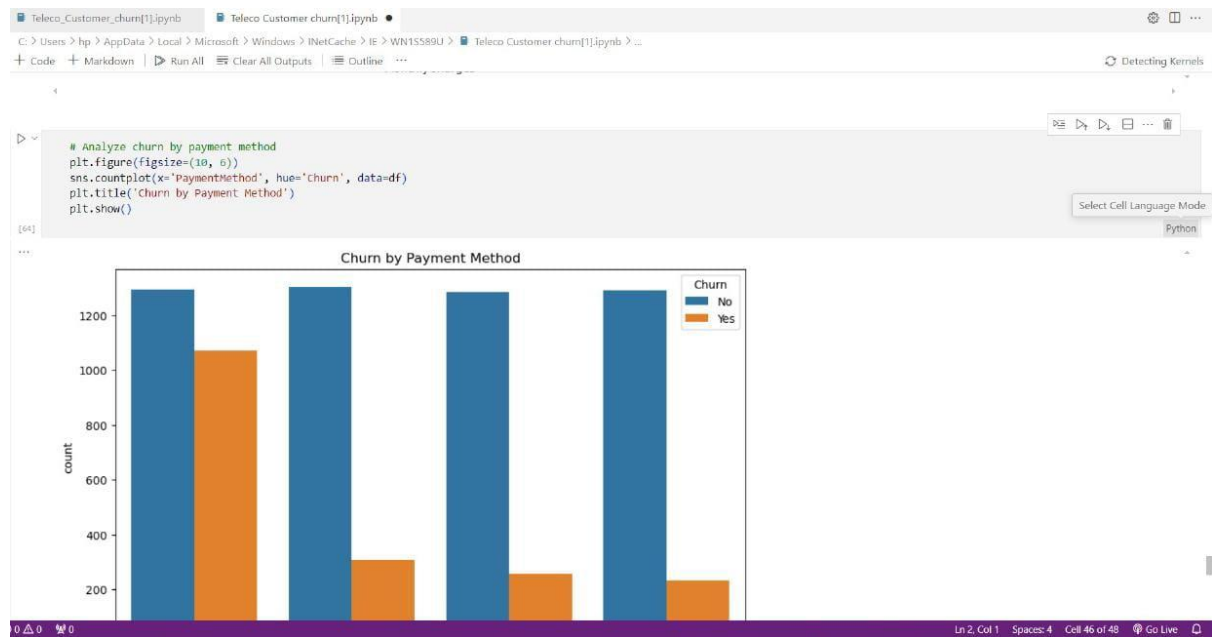 Teleco_Customer_churn[1].ipynb
Teleco Customer churn[1].ipynb
C: > Users > hp > AppData > Local > Microsoft > Windows > INetCache > IE > WN1S589U > Teleco Customer churn[1].ipynb > ...
+ Code + Markdown | Run All Clear All Outputs | Outline ...
Detecting Kernels
# Analyze churn by payment method
plt.figure(figsize=(10, 6))
sns.countplot(x='PaymentMethod', hue='Churn', data=df)
plt.title('Churn by Payment Method')
plt.show()
Select Cell Language Mode
[64]
Python
Churn by Payment Method
Churn
No
Yes
1200
1000
800
600
400
200
count
0 0 0
Ln 2, Col 1 Spaces: 4 Cell 46 of 48 Go Live